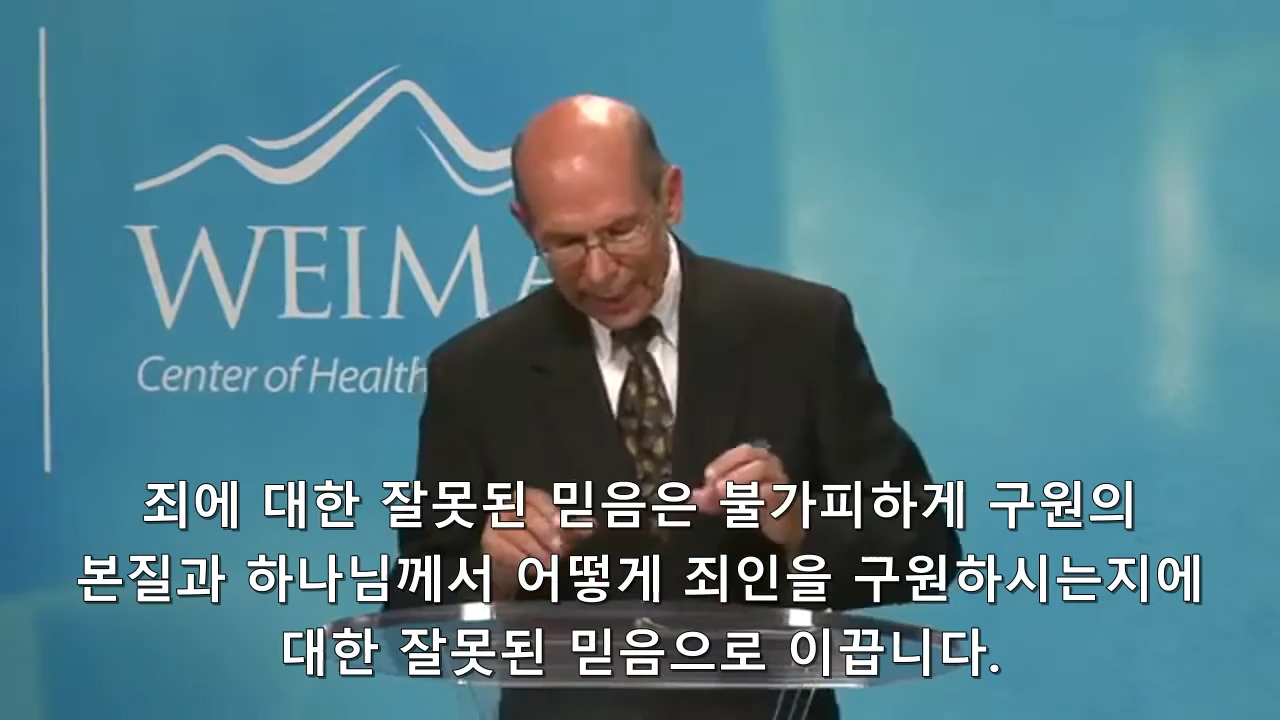 WEIM
Center of Health
죄에 대한 잘못된 믿음은 불가피하게 구원의
본질과 하나님께서 어떻게 죄인을 구원하시는지에
대한 잘못된 믿음으로 이끕니다.